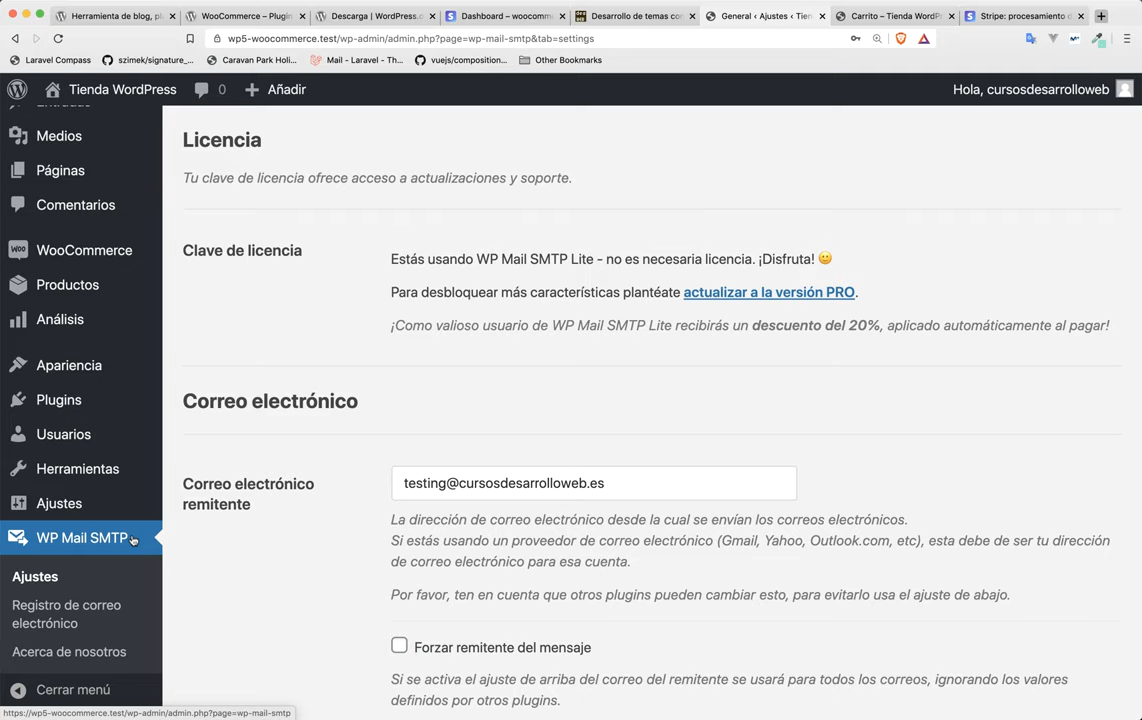 Herramienta de blog, pl
WooCommerce – Plugin
Descarga | WordPress.o
Dashboard – woocomm
Desarrollo de temas con
General ‹ Ajustes ‹ Tien
Carrito – Tienda WordPr
Stripe: procesamiento d
wp5-woocommerce.test/wp-admin/admin.php?page=wp-mail-smtp&tab=settings
Laravel Compass
szimek/signature_...
Caravan Park Holi...
Mail - Laravel - Th...
vuejs/composition...
Other Bookmarks
Tienda WordPress
0
Añadir
Hola, cursosdesarrolloweb
Medios
Páginas
Comentarios
WooCommerce
Productos
Análisis
Apariencia
Plugins
Usuarios
Herramientas
Ajustes
WP Mail SMTP
Ajustes
Registro de correo
electrónico
Acerca de nosotros
Cerrar menú
Licencia
Tu clave de licencia ofrece acceso a actualizaciones y soporte.
Clave de licencia
Estás usando WP Mail SMTP Lite - no es necesaria licencia. ¡Disfruta! 🙂
Para desbloquear más características plantéate actualizar a la versión PRO.
¡Como valioso usuario de WP Mail SMTP Lite recibirás un descuento del 20%, aplicado automáticamente al pagar!
Correo electrónico
Correo electrónico
remitente
testing@cursosdesarrolloweb.es
La dirección de correo electrónico desde la cual se envían los correos electrónicos.
Si estás usando un proveedor de correo electrónico (Gmail, Yahoo, Outlook.com, etc), esta debe de ser tu dirección
de correo electrónico para esa cuenta.
Por favor, ten en cuenta que otros plugins pueden cambiar esto, para evitarlo usa el ajuste de abajo.
Forzar remitente del mensaje
Si se activa el ajuste de arriba del correo del remitente se usará para todos los correos, ignorando los valores
definidos por otros plugins.
https://wp5-woocommerce.test/wp-admin/admin.php?page=wp-mail-smtp